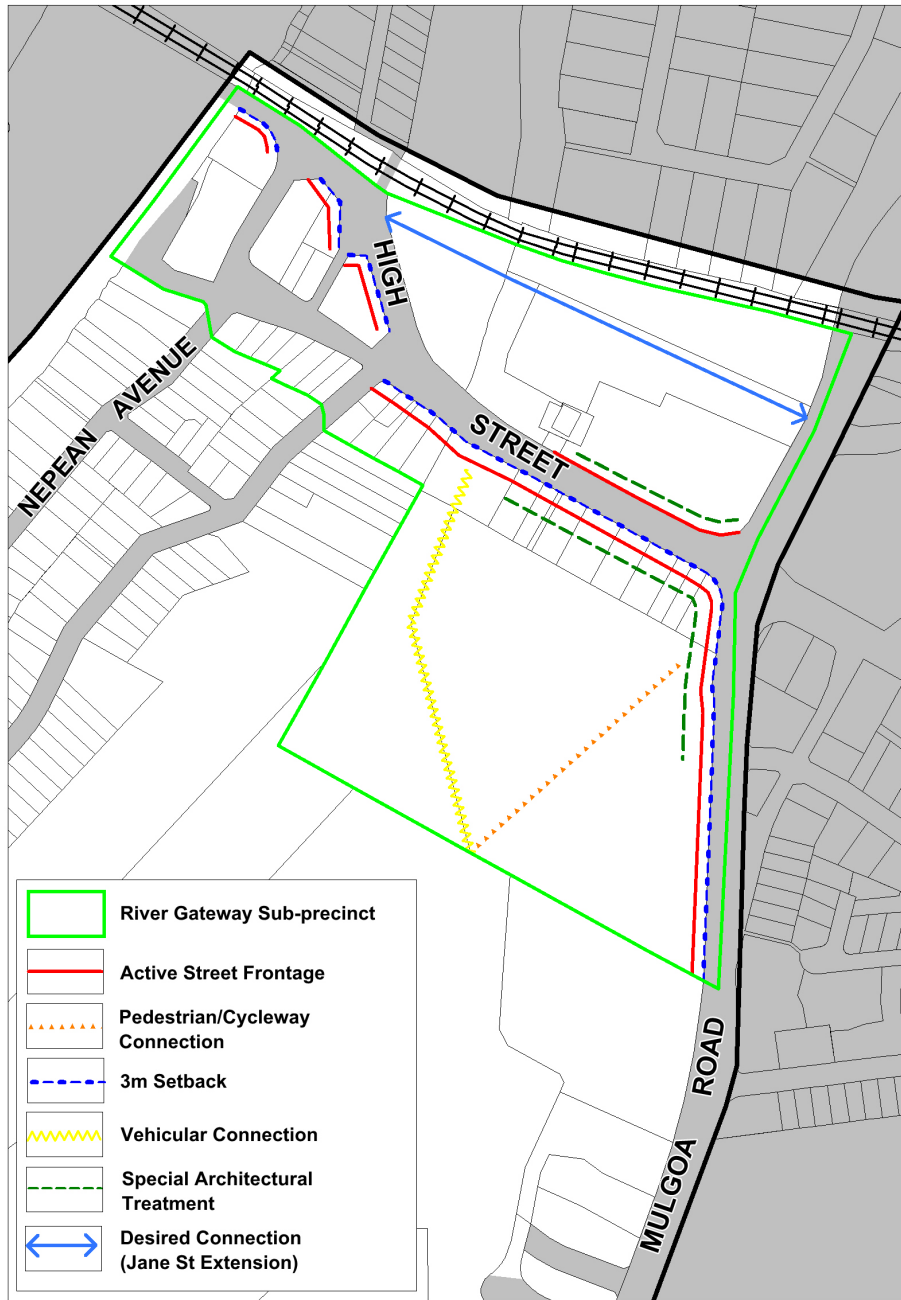 HIGH
STREET
NEPEAN AVENUE
MULGOA ROAD
River Gateway Sub-precinct
Active Street Frontage
Pedestrian/Cycleway
Connection
3m Setback
Vehicular Connection
Special Architectural
Treatment
Desired Connection
(Jane St Extension)